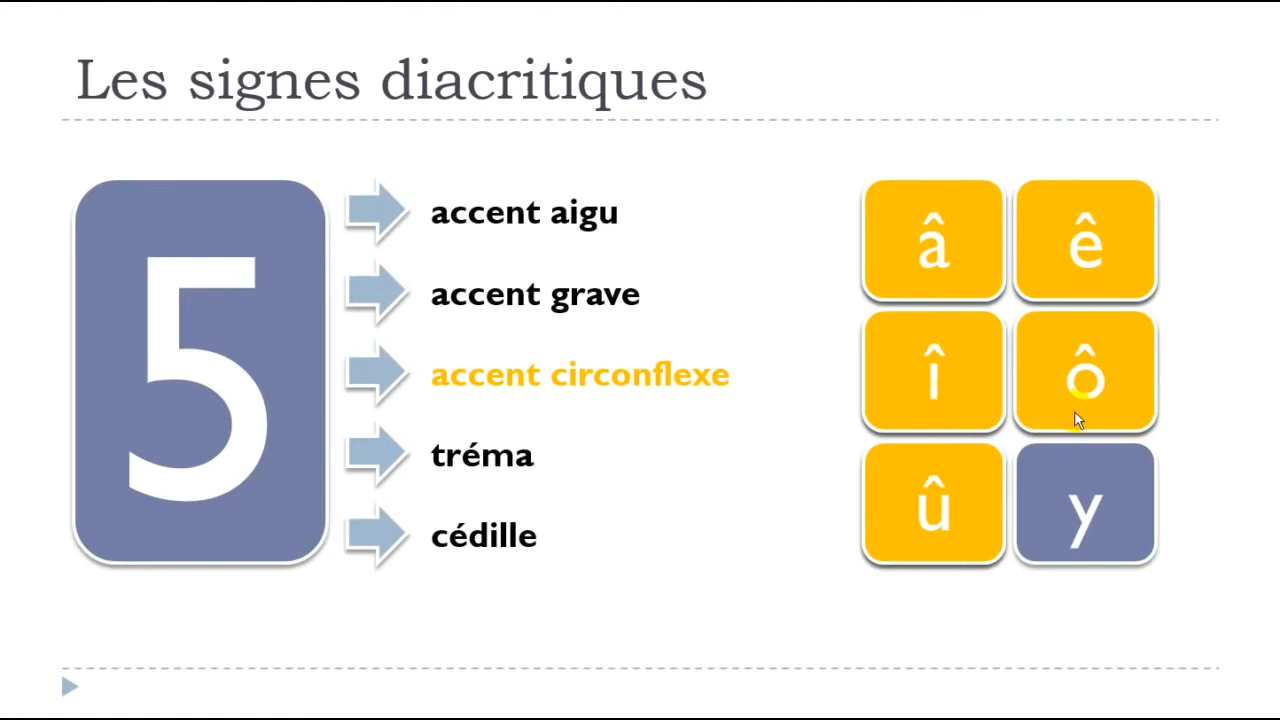 Les signes diacritiques
5
accent aigu
accent grave
accent circonflexe
tréma
cédille
â ê
î ô
û y